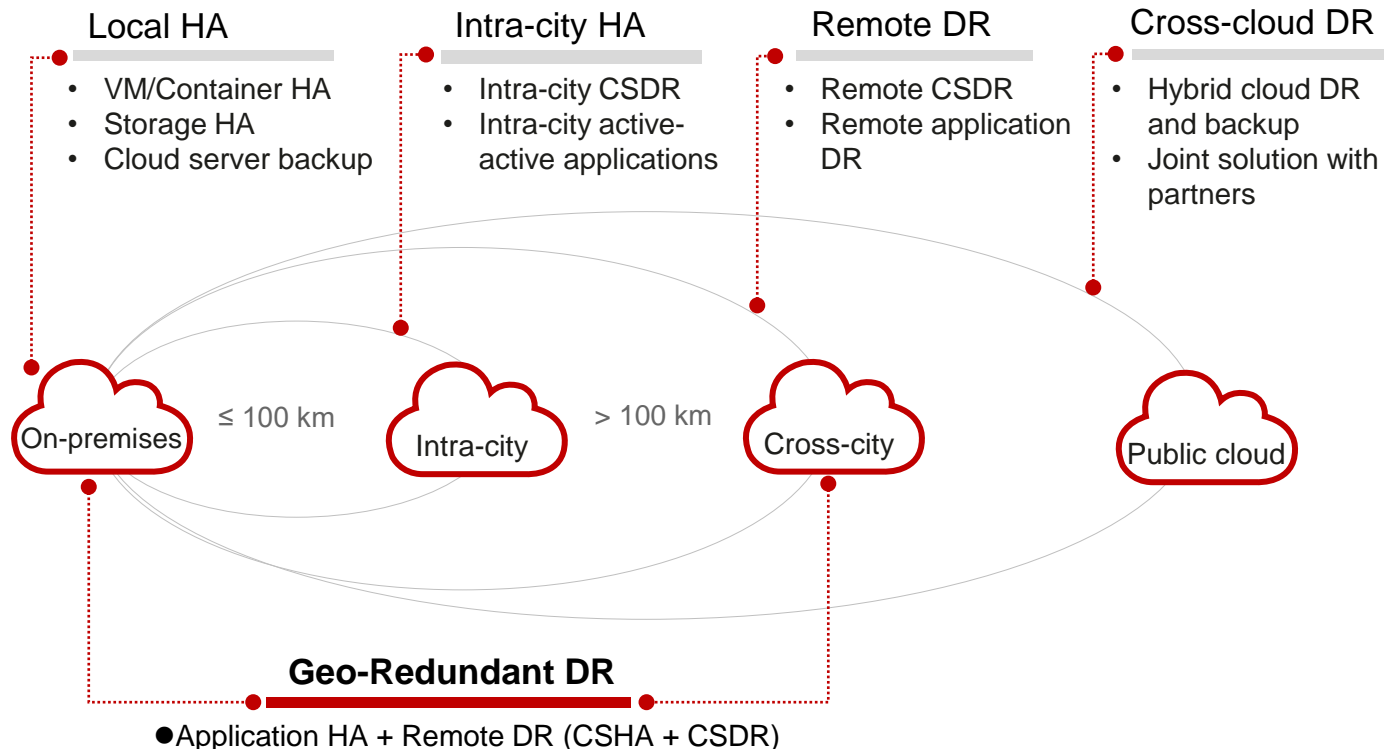 Local HA
• VM/Container HA
• Storage HA
• Cloud server backup
Intra-city HA
• Intra-city CSDR
• Intra-city active-
active applications
Remote DR
• Remote CSDR
• Remote application
DR
Cross-cloud DR
• Hybrid cloud DR
and backup
• Joint solution with
partners
On-premises
≤ 100 km
Intra-city
> 100 km
Cross-city
Public cloud
Geo-Redundant DR
●Application HA + Remote DR (CSHA + CSDR)